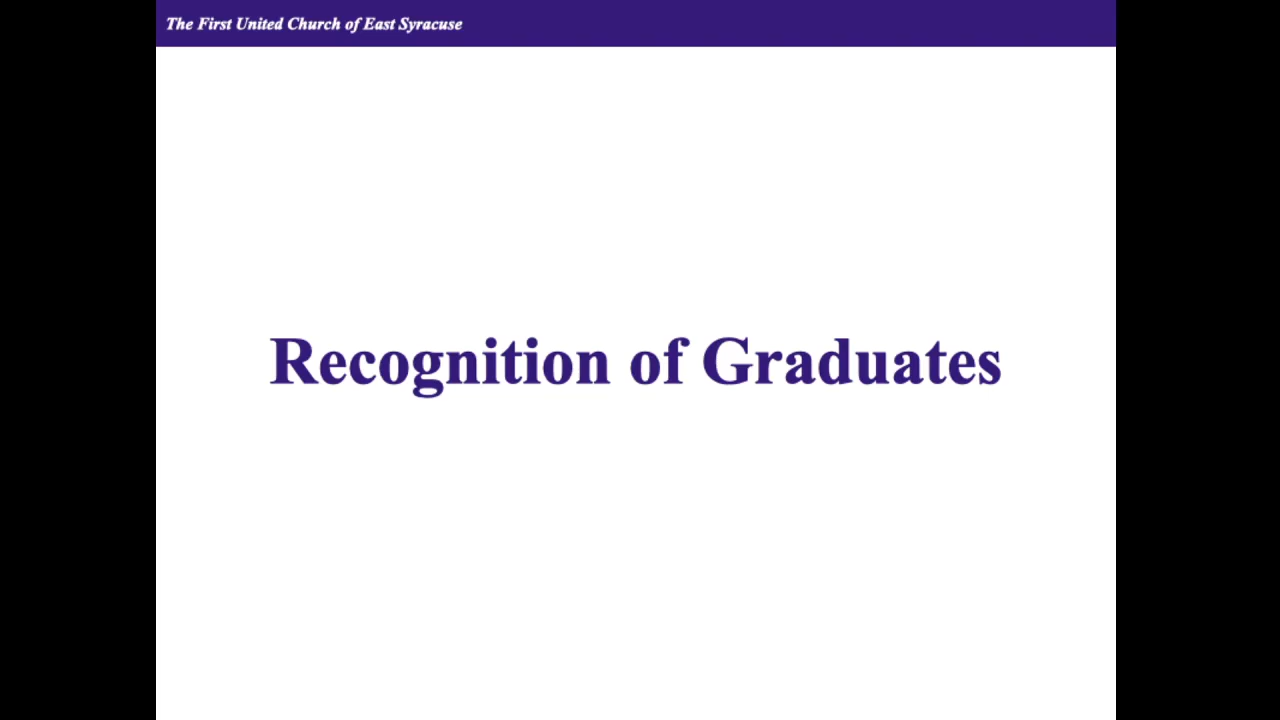 The First United Church of East Syracuse
Recognition of Graduates